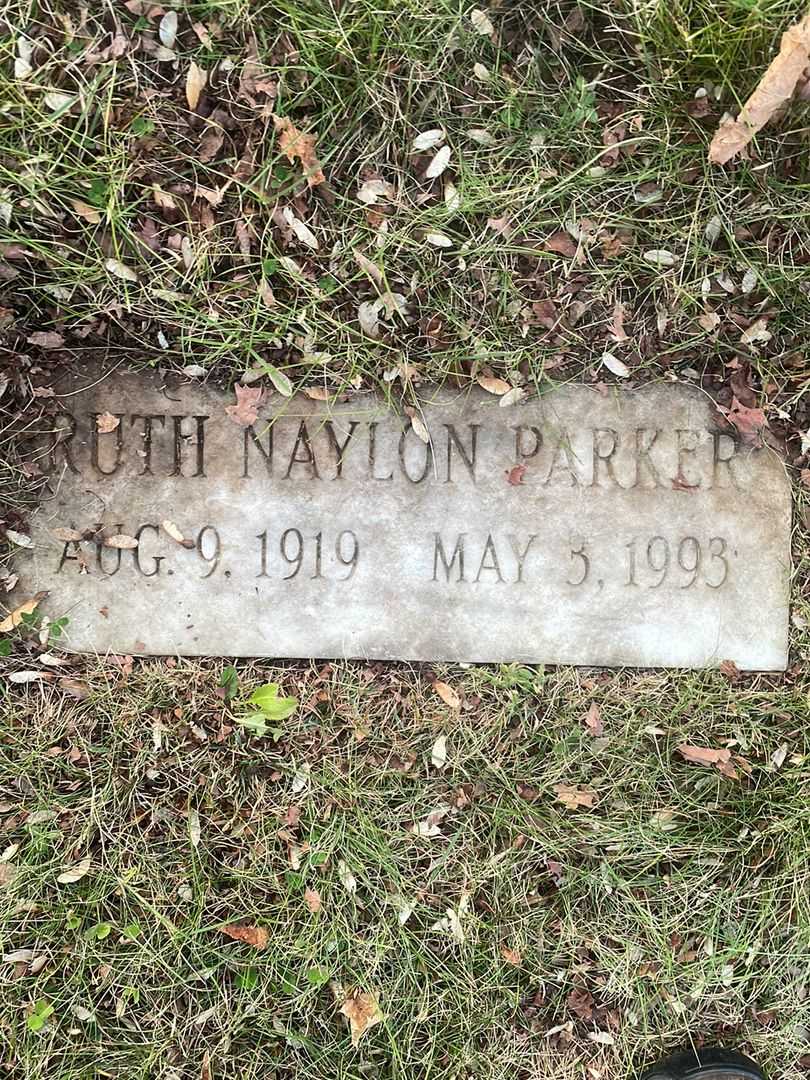 RUTH NAYLON PARKER
AUG. 9, 1919 MAY 3, 1993